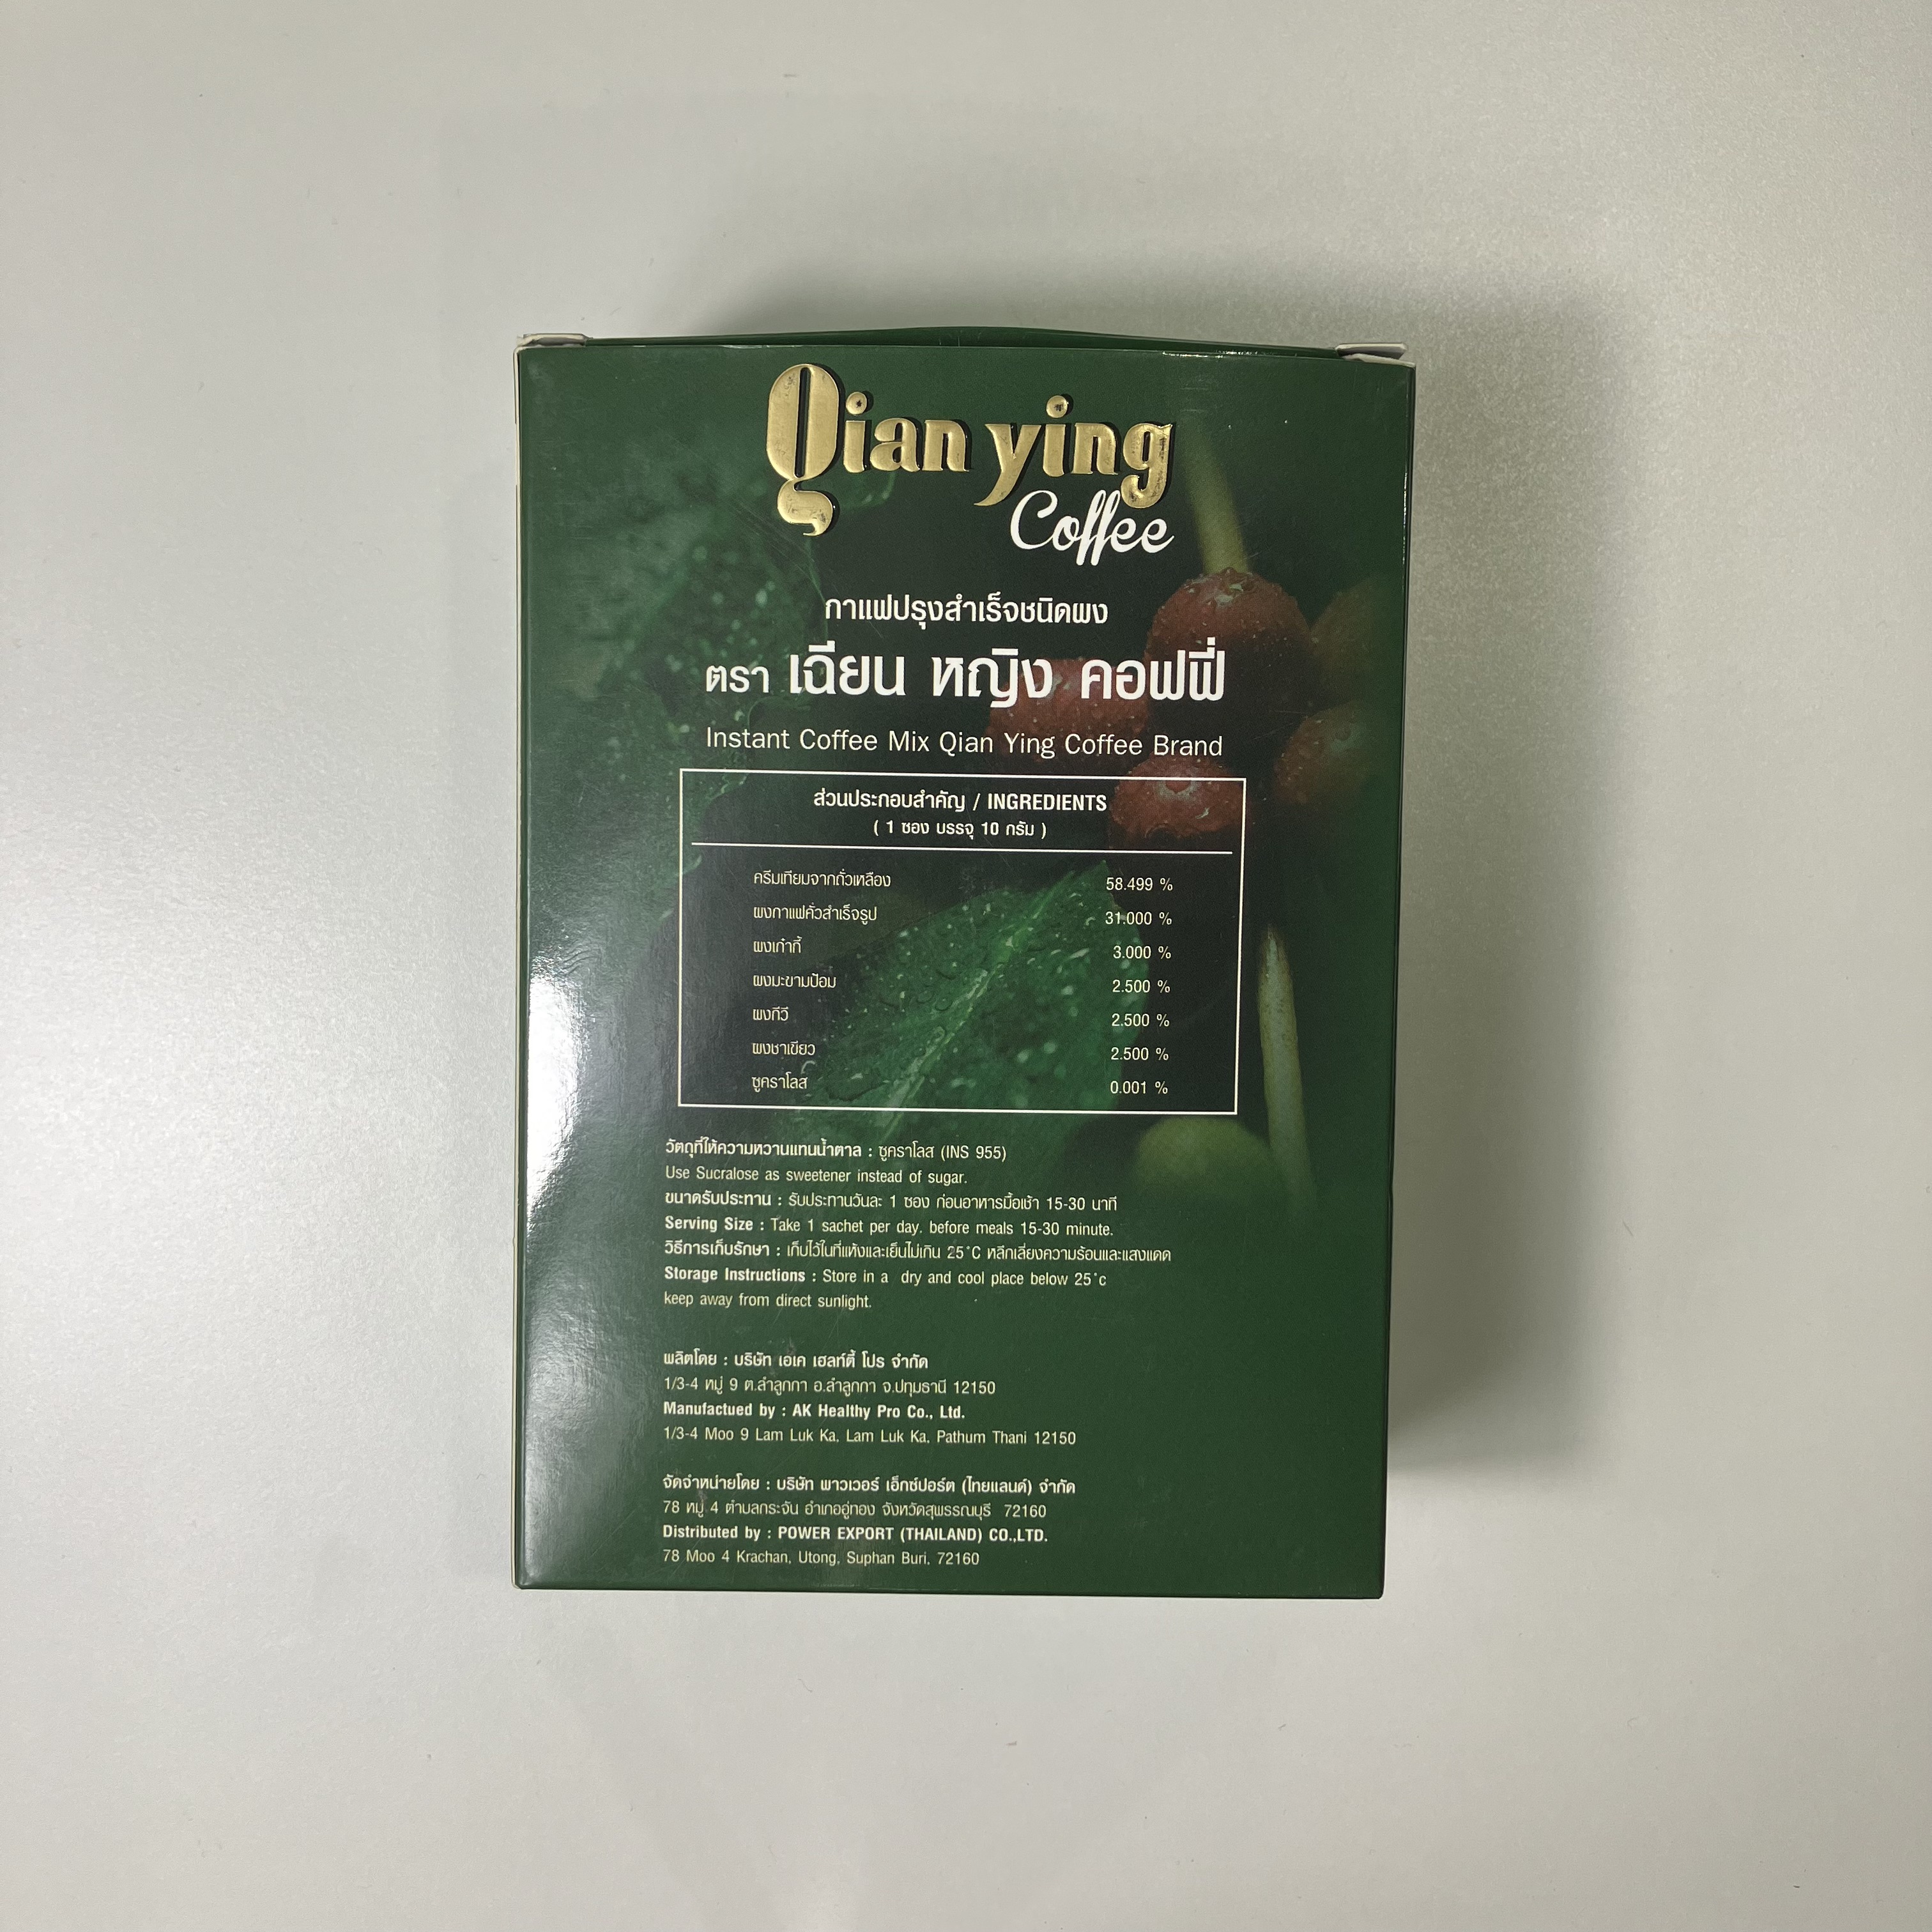 Qian ying
Coffee
กาแฟปรุงสำเร็จชนิดผง
ตรา เฉียน หญิง คอฟฟี่
Instant Coffee Mix Qian Ying Coffee Brand
ส่วนประกอบสำคัญ / INGREDIENTS
( 1 ซอง บรรจุ 10 กรัม )
ครีมเทียมจากถั่วเหลือง 58.499 %
ผงกาแฟคั่วสำเร็จรูป 31.000 %
ผงเก๋ากี้ 3.000 %
ผงมะขามป้อม 2.500 %
ผงกีวี 2.500 %
ผงชาเขียว 2.500 %
ซูคราโลส 0.001 %
วัตถุที่ให้ความหวานแทนน้ำตาล : ซูคราโลส (INS 955)
Use Sucralose as sweetener instead of sugar.
ขนาดรับประทาน : รับประทานวันละ 1 ซอง ก่อนอาหารมื้อเช้า 15-30 นาที
Serving Size : Take 1 sachet per day. before meals 15-30 minute.
วิธีการเก็บรักษา : เก็บไว้ในที่แห้งและเย็นไม่เกิน 25˚C หลีกเลี่ยงความร้อนและแสงแดด
Storage Instructions : Store in a dry and cool place below 25˚c
keep away from direct sunlight.
ผลิตโดย : บริษัท เอเค เฮลท์ตี้ โปร จำกัด
1/3-4 หมู่ 9 ต.ลำลูกกา อ.ลำลูกกา จ.ปทุมธานี 12150
Manufactued by : AK Healthy Pro Co., Ltd.
1/3-4 Moo 9 Lam Luk Ka, Lam Luk Ka, Pathum Thani 12150
จัดจำหน่ายโดย : บริษัท พาวเวอร์ เอ็กซ์ปอร์ต (ไทยแลนด์) จำกัด
78 หมู่ 4 ตำบลกระจัน อำเภออู่ทอง จังหวัดสุพรรณบุรี 72160
Distributed by : POWER EXPORT (THAILAND) CO.,LTD.
78 Moo 4 Krachan, Utong, Suphan Buri, 72160